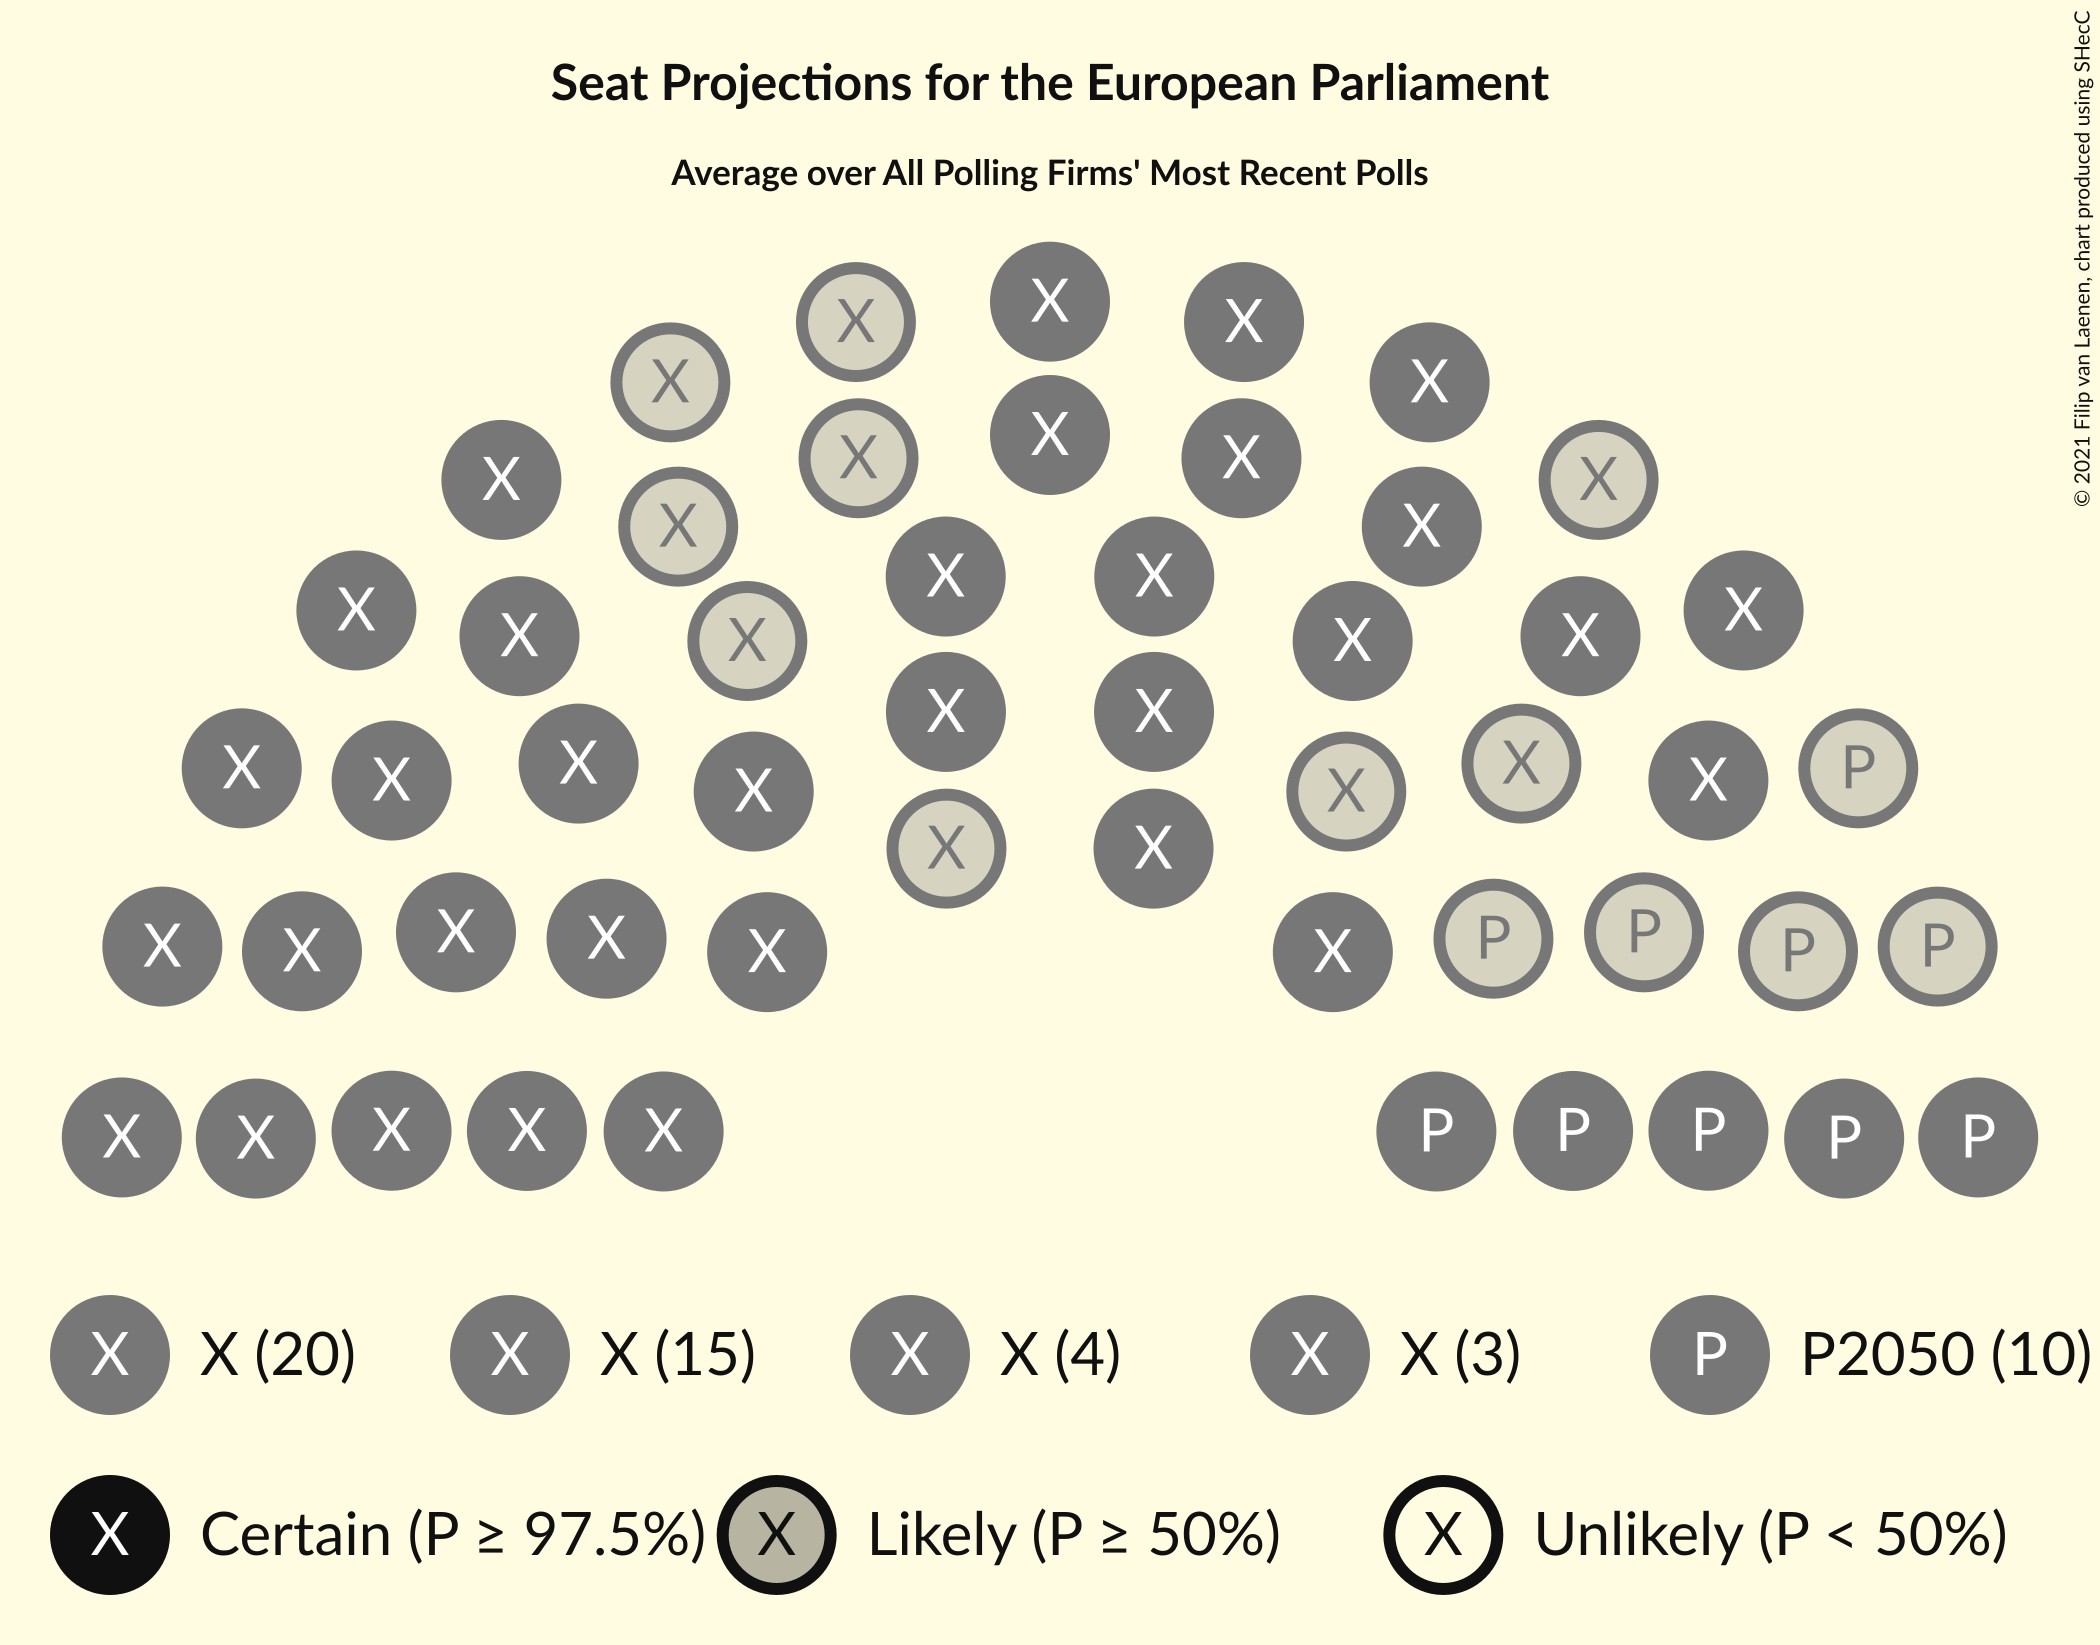 Seat Projections for the European Parliament
Average over All Polling Firms' Most Recent Polls
© 2021 Filip van Laenen, chart produced using SHecC
X X X
X X
X X X
X X
X X
X X
X X X X X X
X X
X X X X X X X P
X X
X X X X X X P P P P
X X X X X P P P P P
X X (20) X X (15) X X (4) X X (3) P P2050 (10)
X Certain (P ≥ 97.5%) X Likely (P ≥ 50%) X Unlikely (P < 50%)